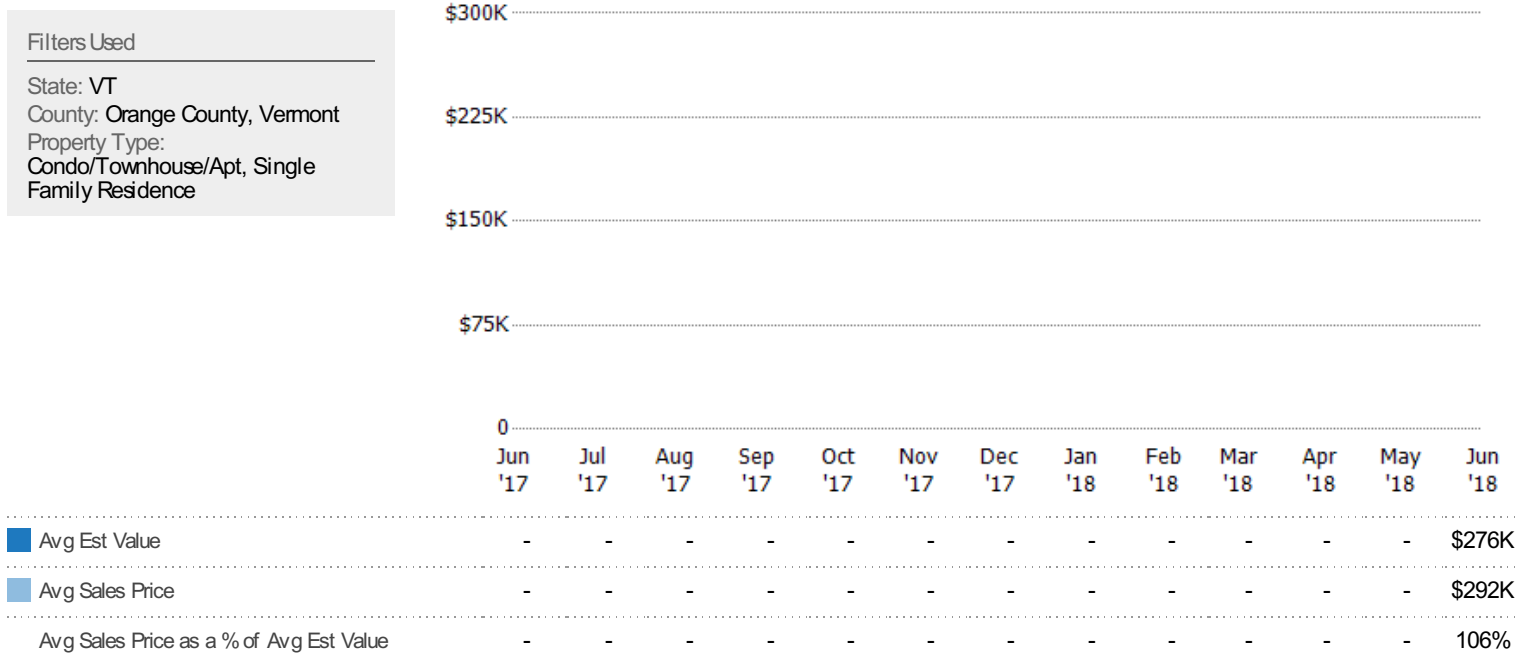 Filters Used
State: VT
County: Orange County, Vermont
Property Type:
Condo/Townhouse/Apt, Single
Family Residence
$300K
$225K
$150K
$75K
0
Jun Jul Aug Sep Oct Nov Dec Jan Feb Mar Apr May Jun
'17 '17 '17 '17 '17 '17 '17 '18 '18 '18 '18 '18 '18
Avg Est Value - - - - - - - - - - - - $276K
Avg Sales Price - - - - - - - - - - - - $292K
Avg Sales Price as a % of Avg Est Value - - - - - - - - - - - - 106%